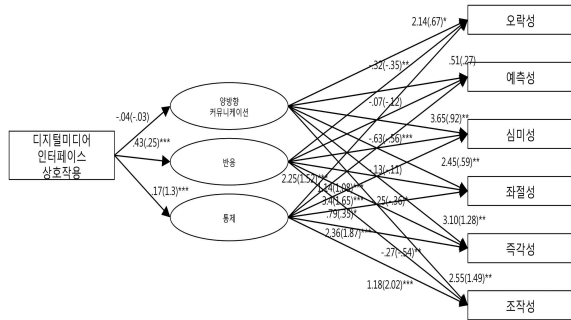 2.14(.67)*
오락성
-.32(-.35)**
.51(.27)
예측성
-.07(-.12)
양방향
커뮤니케이션
-.04(-.03)
3.65(.92)**
심미성
.43(.25)***
-.63(-.56)***
디지털미디어
인터페이스
상호작용
반응
.13(-.11)
2.45(.59)**
2.25(1.52)
좌절성
.17(1.3)***
3.4(1.65)***
.25(-.36)*
.79(.35)*
통제
3.10(1.28)**
2.36(1.87)***
즉각성
-.27(-.54)**
2.55(1.49)**
1.18(2.02)***
조작성